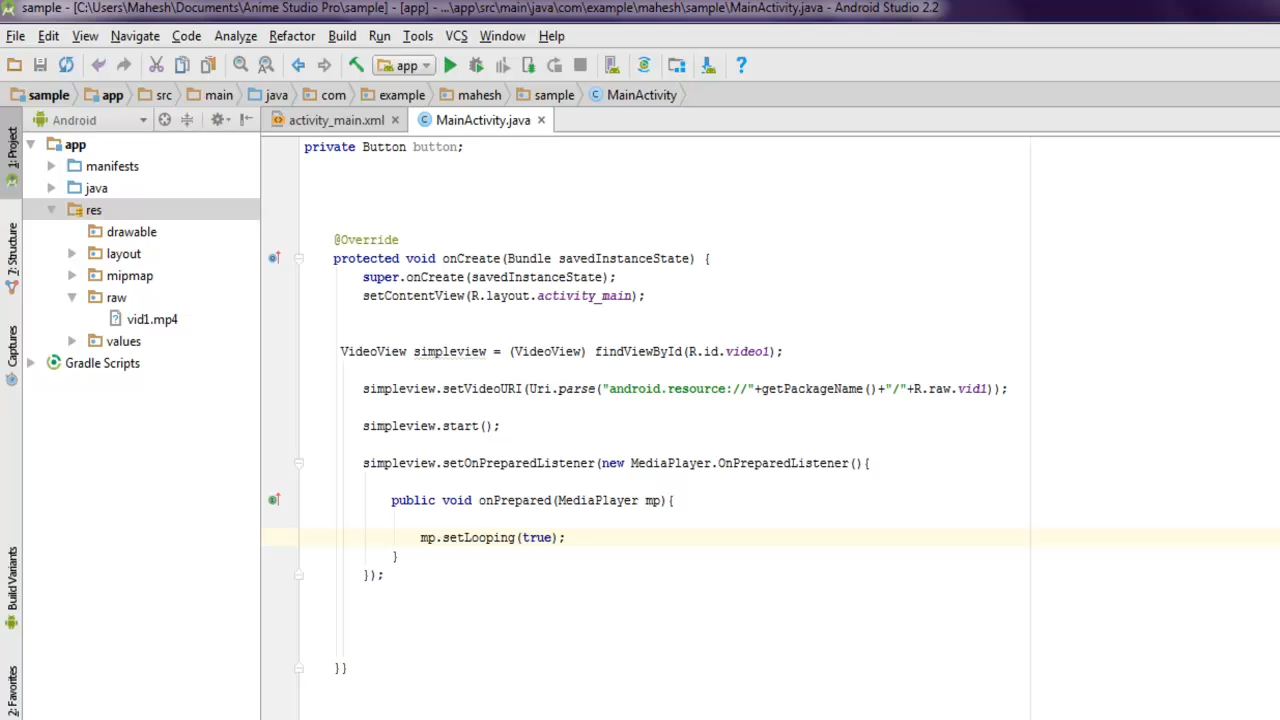 sample - [C:\Users\Mahesh\Documents\Anime Studio Pro\sample] - [app] - ...\app\src\main\java\com\example\mahesh\sample\MainActivity.java - Android Studio 2.2
File Edit View Navigate Code Analyze Refactor Build Run Tools VCS Window Help
app
sample app src main java com example mahesh sample MainActivity
Android
activity_main.xml MainActivity.java
1: Project
7: Structure
Captures
Build Variants
2: Favorites
app
manifests
java
res
drawable
layout
mipmap
raw
vid1.mp4
values
Gradle Scripts
private Button button;
@Override
protected void onCreate(Bundle savedInstanceState) {
super.onCreate(savedInstanceState);
setContentView(R.layout.activity_main);
VideoView simpleview = (VideoView) findViewById(R.id.video1);
simpleview.setVideoURI(Uri.parse("android.resource://"+getPackageName()+"/"+R.raw.vid1));
simpleview.start();
simpleview.setOnPreparedListener(new MediaPlayer.OnPreparedListener(){
public void onPrepared(MediaPlayer mp){
mp.setLooping(true);
}
});
}}